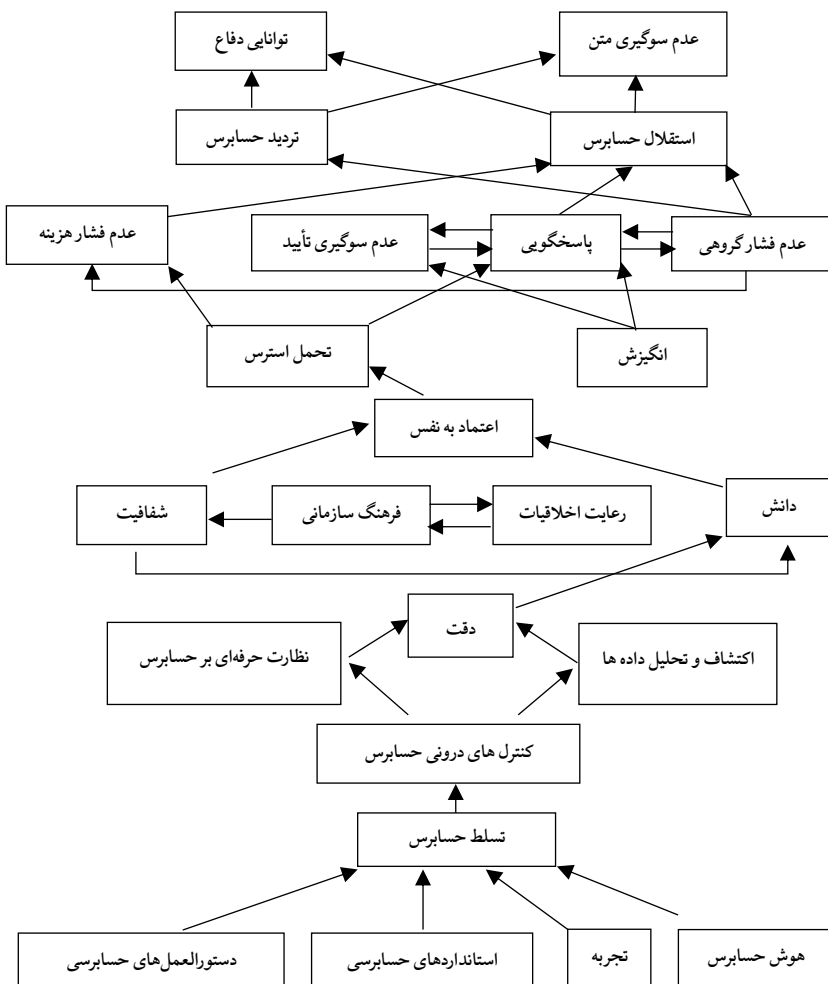 عدم سوگیری متن
توانایی دفاع
استقلال حسابرس
تردید حسابرس
عدم فشار گروهی
پاسخگویی
عدم سوگیری تأیید
عدم فشار هزینه
انگیزش
تحمل استرس
اعتماد به نفس
دانش
رعایت اخلاقیات
فرهنگ سازمانی
شفافیت
دقت
اکتشاف و تحلیل داده ها
نظارت حرفه‌ای بر حسابرس
کنترل های درونی حسابرس
تسلط حسابرس
هوش حسابرس
تجربه
استانداردهای حسابرسی
دستورالعمل‌های حسابرسی